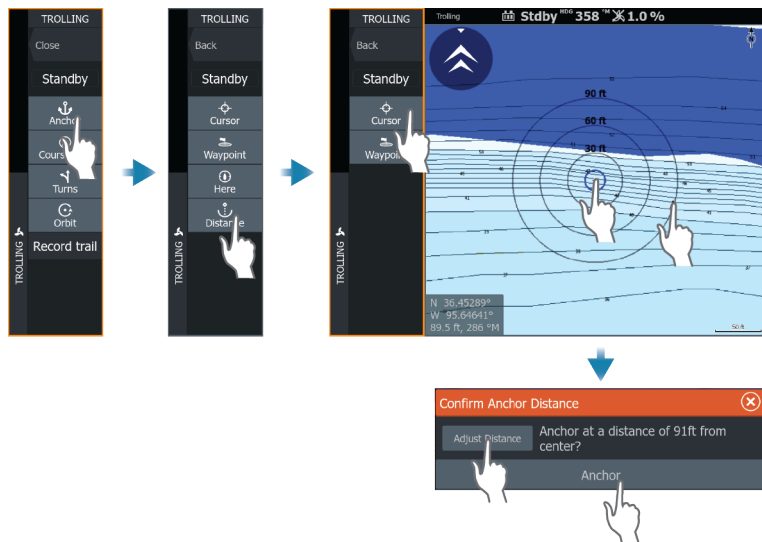 TROLLING
Close
Standby
Anchor
Cours
Turns
Orbit
Record trail
TROLLING
TROLLING
Back
Standby
Cursor
Waypoint
Here
Distance
TROLLING
TROLLING
Back
Standby
Cursor
Waypoint
TROLLING
Trolling
Stdby HDG 358 °M 1.0 %
N
90 ft
60 ft
30 ft
N 36.45289°
W 95.64641°
89.5 ft, 286 °M
50 ft
Confirm Anchor Distance
Adjust Distance
Anchor at a distance of 91ft from
center?
Anchor